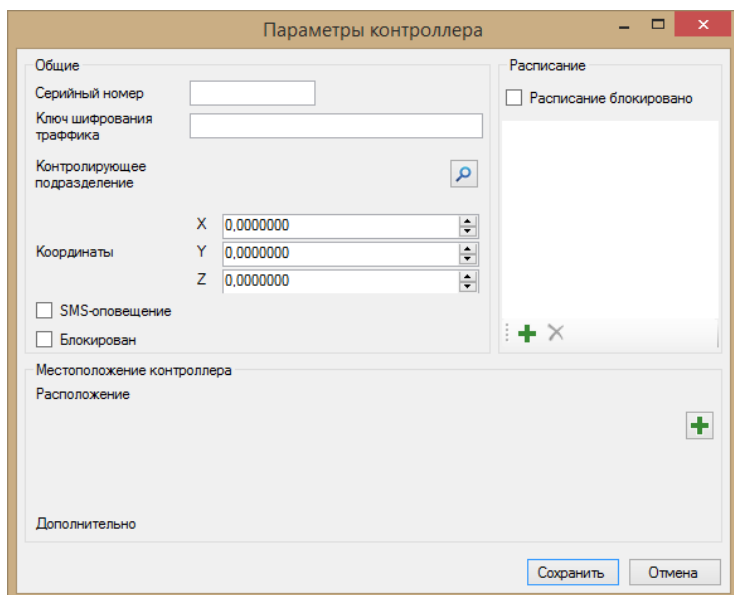 Параметры контроллера
Общие
Серийный номер
Ключ шифрования
траффика
Контролирующее
подразделение
Координаты
X 0,0000000
Y 0,0000000
Z 0,0000000
SMS-оповещение
Блокирован
Расписание
Расписание блокировано
Местоположение контроллера
Расположение
Дополнительно
Сохранить
Отмена